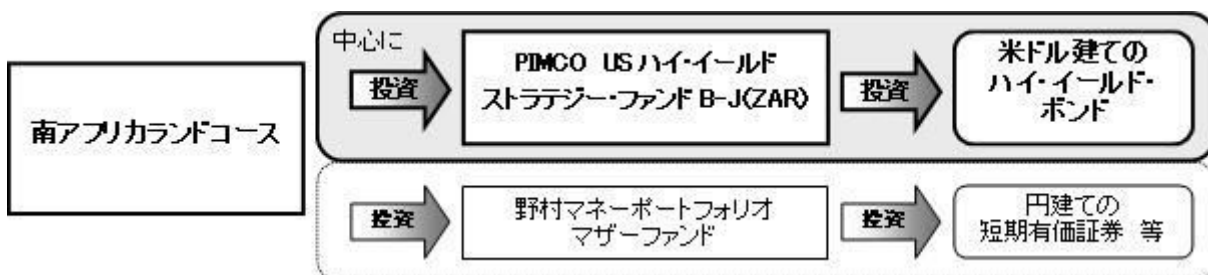 南アフリカランドコース
中心に
投資
PIMCO USハイ・イールド
ストラテジー・ファンド B-J(ZAR)
投資
米ドル建ての
ハイ・イールド・
ボンド
投資
野村マネーポートフォリオ
マザーファンド
投資
円建ての
短期有価証券 等